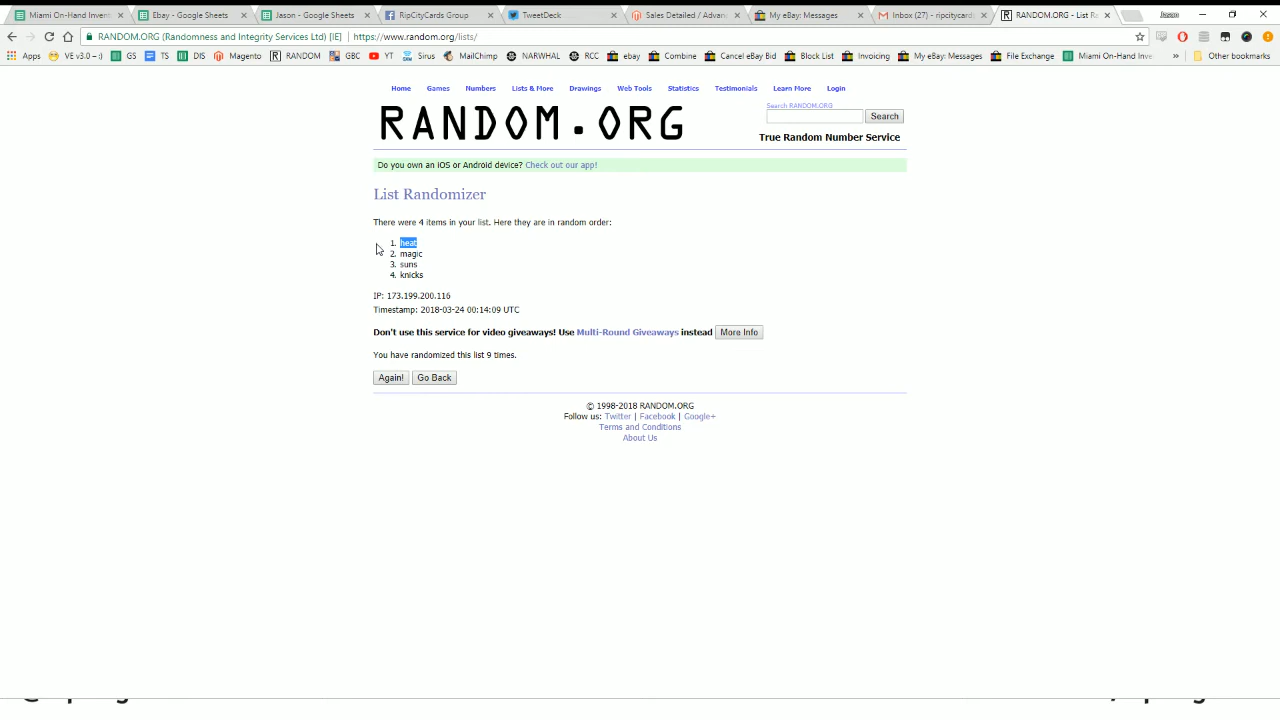 Miami On-Hand Invent × Ebay - Google Sheets × Jason - Google Sheets × RipCityCards Group × TweetDeck × Sales Detailed / Advan × My eBay: Messages × Inbox (27) - ripcitycard × RANDOM.ORG - List Ra × Jason
RANDOM.ORG (Randomness and Integrity Services Ltd) [IE] | https://www.random.org/lists/
Apps VE v3.0 – :) GS TS DIS Magento RANDOM GBC YT Sirus MailChimp NARWHAL RCC ebay Combine Cancel eBay Bid Block List Invoicing My eBay: Messages File Exchange Miami On-Hand Inve » Other bookmarks
Home Games Numbers Lists & More Drawings Web Tools Statistics Testimonials Learn More Login
RANDOM.ORG
Search RANDOM.ORG
Search
True Random Number Service
Do you own an iOS or Android device? Check out our app!
List Randomizer
There were 4 items in your list. Here they are in random order:
1. heat
2. magic
3. suns
4. knicks
IP: 173.199.200.116
Timestamp: 2018-03-24 00:14:09 UTC
Don't use this service for video giveaways! Use Multi-Round Giveaways instead More Info
You have randomized this list 9 times.
Again! Go Back
© 1998-2018 RANDOM.ORG
Follow us: Twitter | Facebook | Google+
Terms and Conditions
About Us